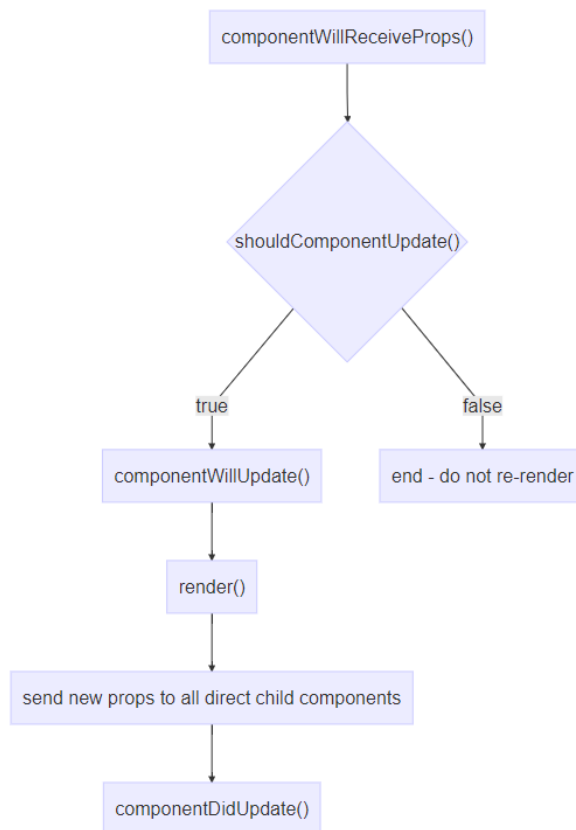 componentWillReceiveProps()
shouldComponentUpdate()
true
false
componentWillUpdate()
end - do not re-render
render()
send new props to all direct child components
componentDidUpdate()